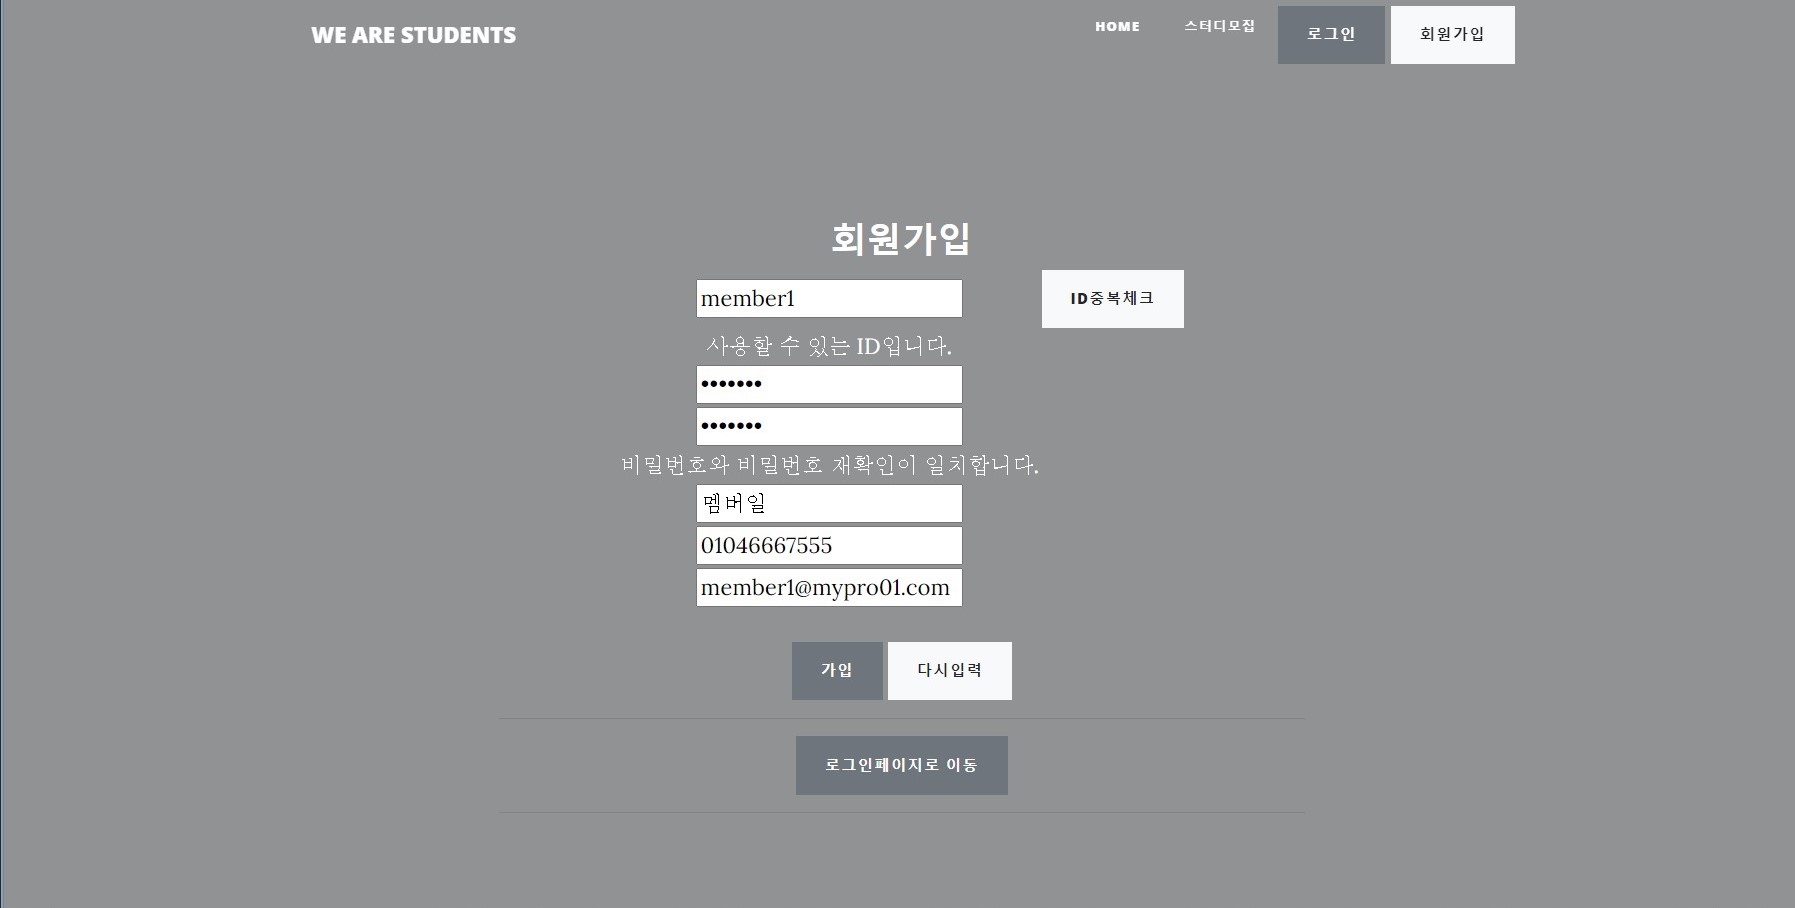 WE ARE STUDENTS
HOME
스터디모집
로그인
회원가입
회원가입
member1
ID중복체크
사용할 수 있는 ID입니다.
•••••••
•••••••
비밀번호와 비밀번호 재확인이 일치합니다.
멤버일
01046667555
member1@mypro01.com
가입
다시입력
로그인페이지로 이동